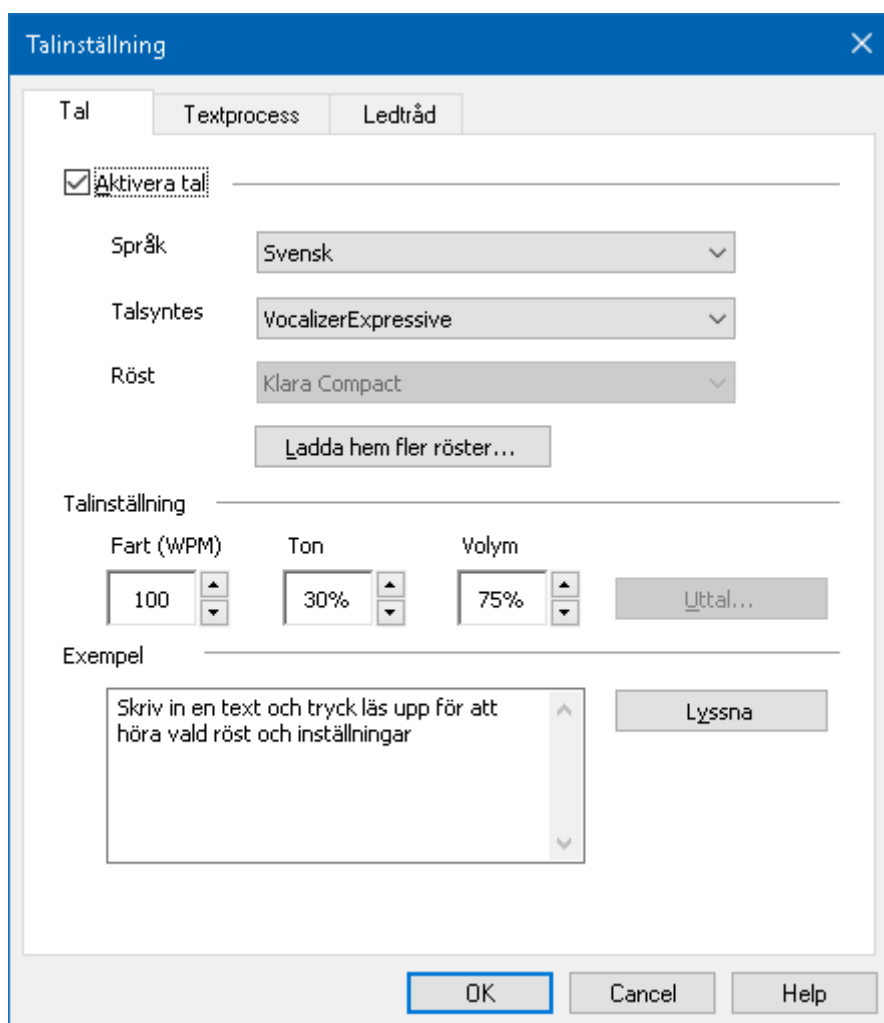 Talinställning
Tal Textprocess Ledtråd
Aktivera tal
Språk Svensk
Talsyntes VocalizerExpressive
Röst Klara Compact
Ladda hem fler röster...
Talinställning
Fart (WPM) Ton Volym
100 30% 75% Uttal...
Exempel
Skriv in en text och tryck läs upp för att Lyssna
höra vald röst och inställningar
OK Cancel Help